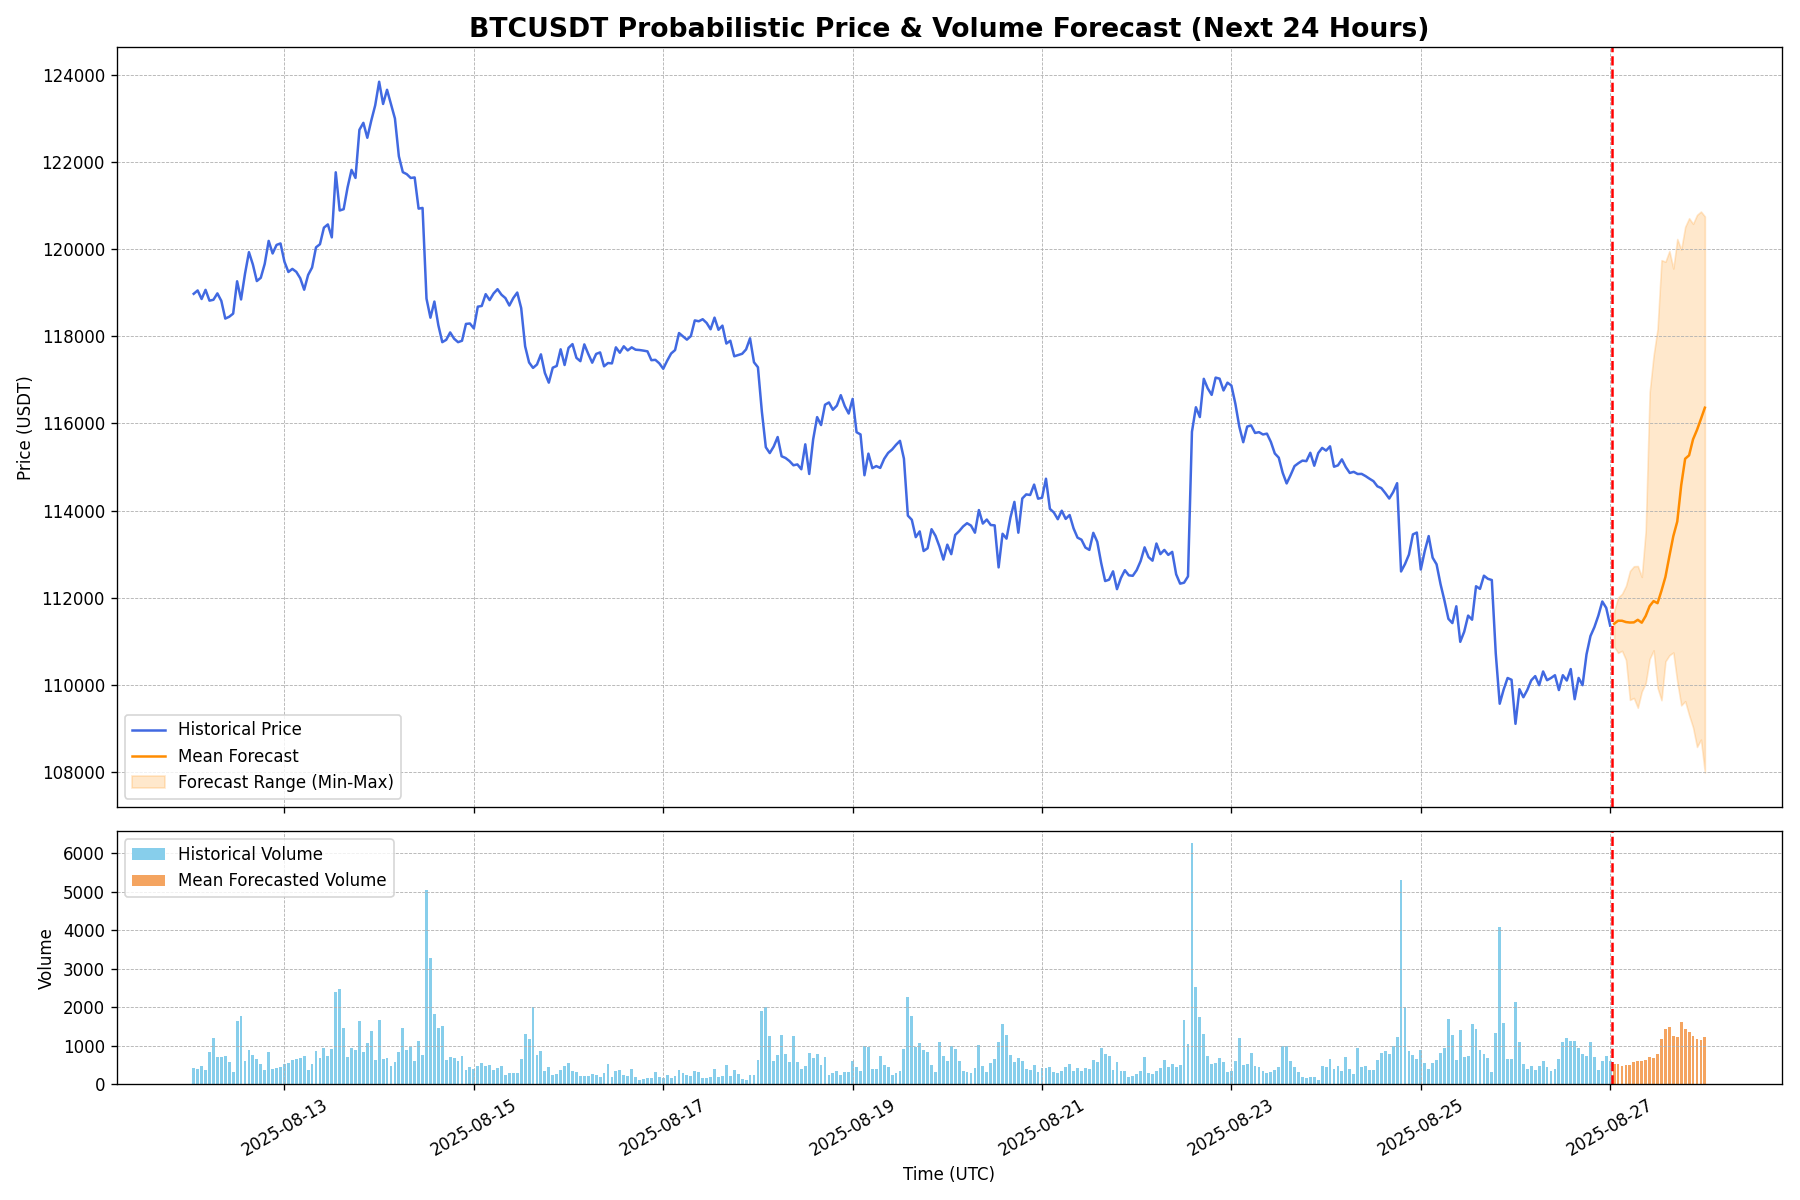 BTCUSDT Probabilistic Price & Volume Forecast (Next 24 Hours)
Price (USDT)
124000
122000
120000
118000
116000
114000
112000
110000
108000
Historical Price
Mean Forecast
Forecast Range (Min-Max)
Volume
6000
5000
4000
3000
2000
1000
0
Historical Volume
Mean Forecasted Volume
2025-08-13
2025-08-15
2025-08-17
2025-08-19
2025-08-21
2025-08-23
2025-08-25
2025-08-27
Time (UTC)